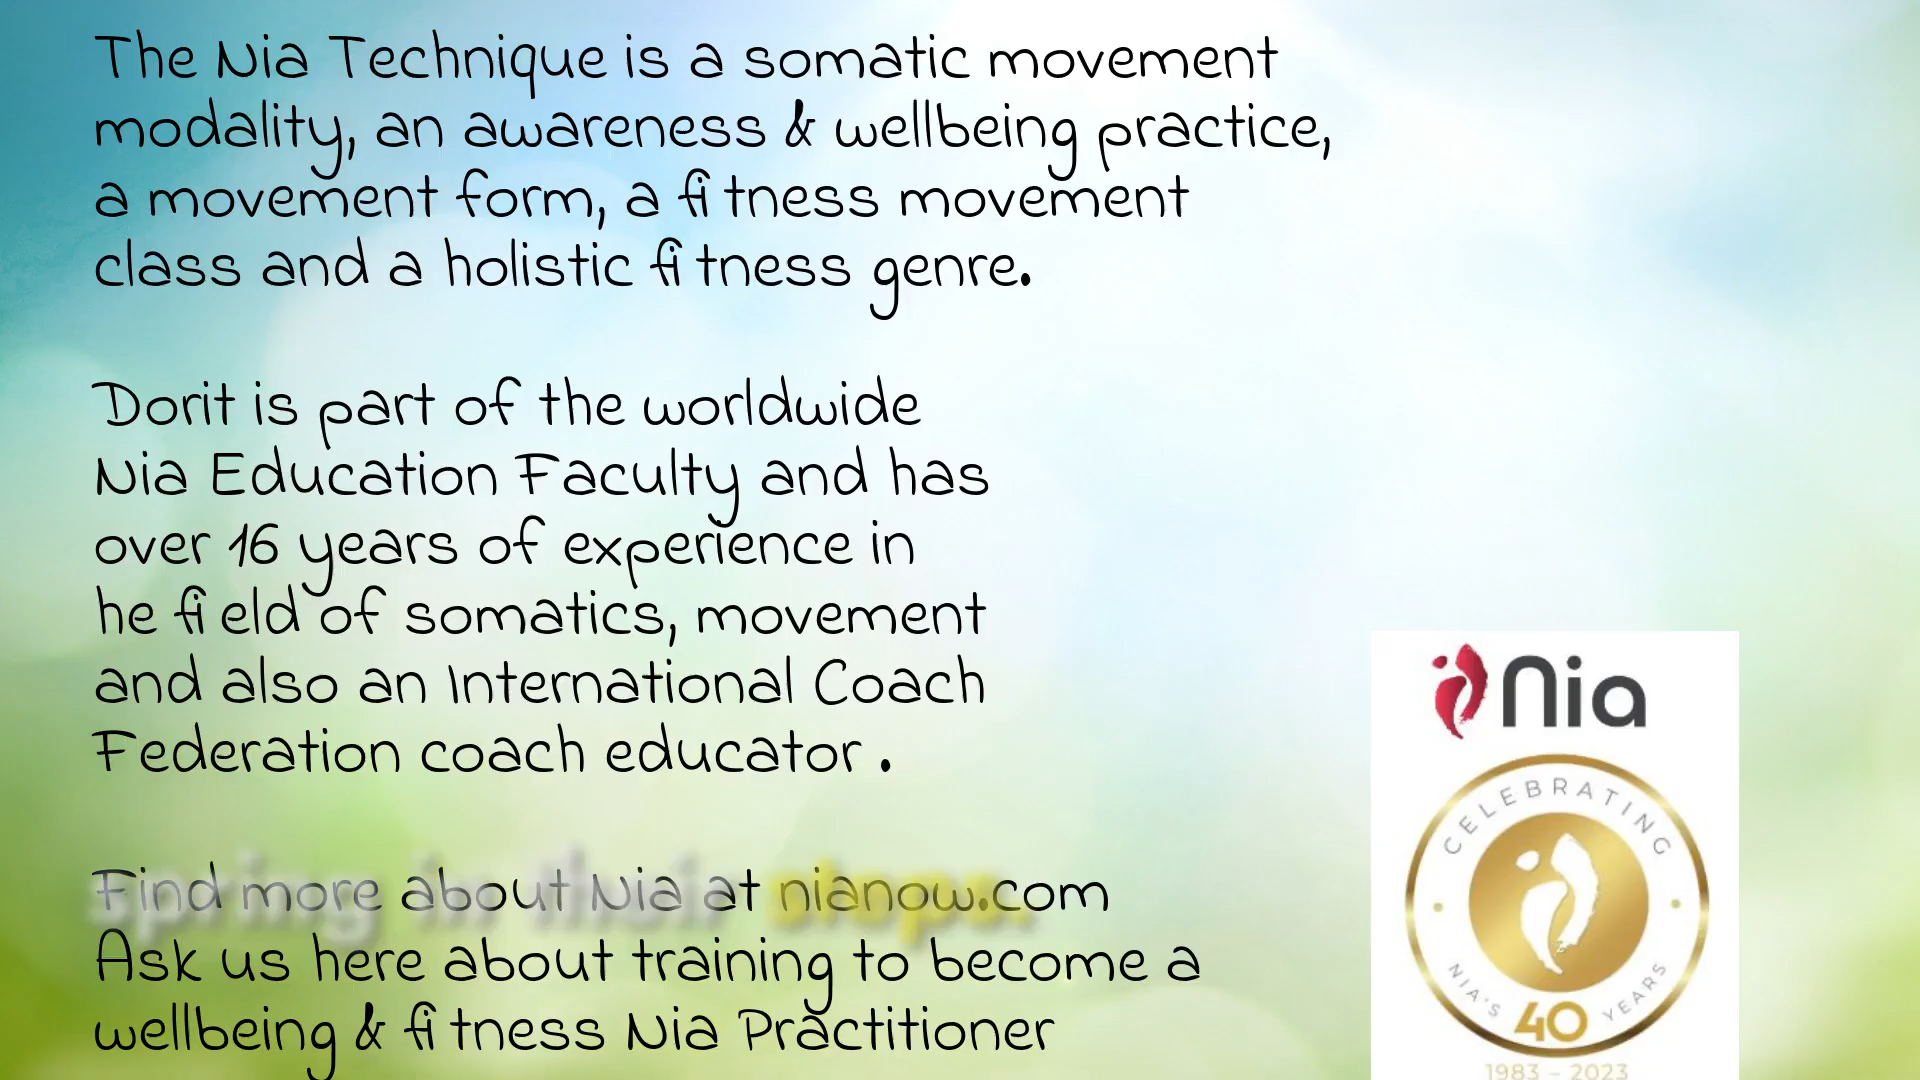 The Nia Technique is a somatic movement
modality, an awareness & wellbeing practice,
a movement form, a fi tness movement
class and a holistic fi tness genre.
Dorit is part of the worldwide
Nia Education Faculty and has
over 16 years of experience in
he fi eld of somatics, movement
and also an International Coach
Federation coach educator .
Find more about Nia at nianow.com
Ask us here about training to become a
wellbeing & fi tness Nia Practitioner
Nia
CELEBRATING
NIA'S 40 YEARS
1983 – 2023